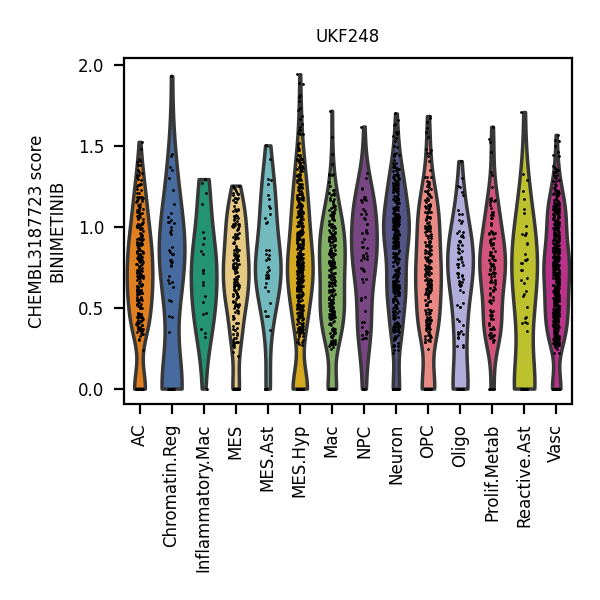 UKF248
CHEMBL3187723 score
BINIMETINIB
2.0
1.5
1.0
0.5
0.0
AC
Chromatin.Reg
Inflammatory.Mac
MES
MES.Ast
MES.Hyp
Mac
NPC
Neuron
OPC
Oligo
Prolif.Metab
Reactive.Ast
Vasc